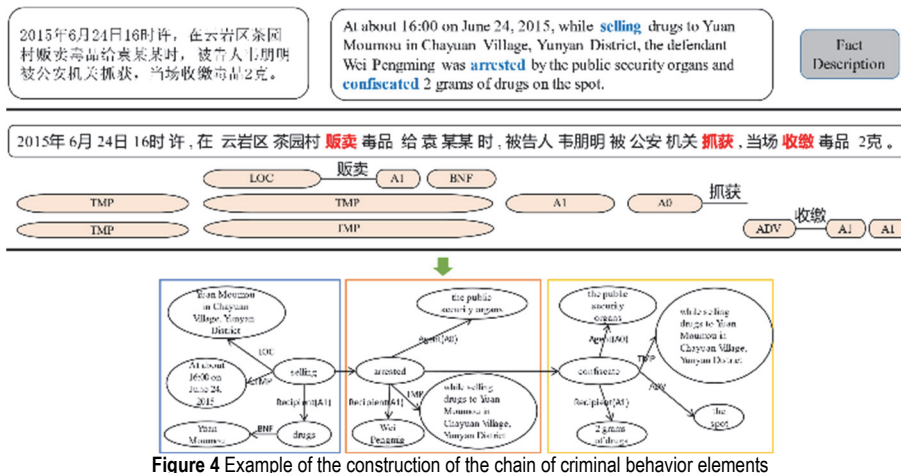 2015年6月24日16时许，在云岩区茶园
村贩卖毒品给袁某某时，被告人韦朋明
被公安机关抓获，当场收缴毒品2克。
At about 16:00 on June 24, 2015, while selling drugs to Yuan
Moumou in Chayuan Village, Yunyan District, the defendant
Wei Pengming was arrested by the public security organs and
confiscated 2 grams of drugs on the spot.
Fact
Description
2015年 6月 24日 16时 许 , 在 云岩区 茶园村 贩卖 毒品 给 袁 某某 时 , 被告人 韦朋明 被 公安 机关 抓获 , 当场 收缴 毒品 2克 。
LOC 贩卖 A1 BNF
TMP TMP A1 A0 抓获
TMP TMP ADV 收缴 A1 A1
Yuan Moumou
in Chayuan
Village, Yunyan
District
LOC
At about
16:00 on
June 24,
2015
TMP
selling
Recipient(A1)
Yuan
Moumou
BNF
drugs
the public
security organs
Agent(A0)
arrested
Recipient(A1)
TMP
Wei
Pengming
while selling
drugs to Yuan
Moumou in
Chayuan Village,
Yunyan District
the public
security
organs
Agent(A0)
confiscate
TMP
while selling
drugs to Yuan
Moumou in
Chayuan Village,
Yunyan District
ADV
Recipient(A1)
the
spot
2 grams
of drugs
Figure 4 Example of the construction of the chain of criminal behavior elements